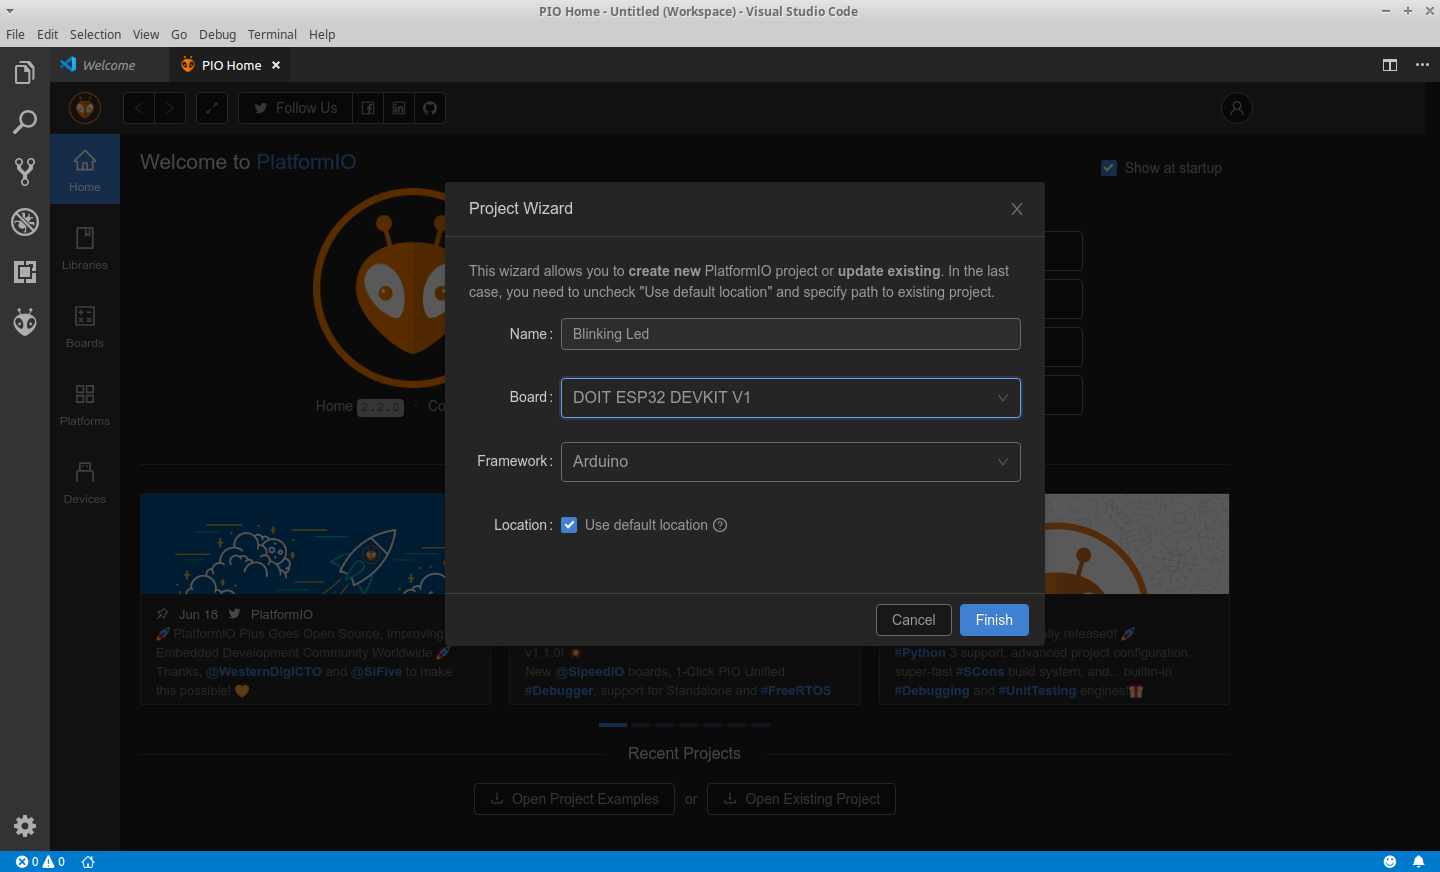 PIO Home - Untitled (Workspace) - Visual Studio Code
File Edit Selection View Go Debug Terminal Help
Welcome
PIO Home
Follow Us
Home
Libraries
Boards
Platforms
Devices
Welcome to PlatformIO
Show at startup
Home 2.2.0 · Co
Project Wizard
This wizard allows you to create new PlatformIO project or update existing. In the last
case, you need to uncheck "Use default location" and specify path to existing project.
Name: Blinking Led
Board: DOIT ESP32 DEVKIT V1
Framework: Arduino
Location: Use default location
Cancel Finish
Jun 18 PlatformIO
🚀 PlatformIO Plus Goes Open Source, Improving
Embedded Development Community Worldwide 🚀
Thanks, @WesternDigiCTO and @SiFive to make
this possible! 🧡
v1.1.0! 💥
New @SipeedIO boards, 1-Click PIO Unified
#Debugger, support for Standalone and #FreeRTOS
released! 🚀
#Python 3 support, advanced project configuration,
super-fast #SCons build system, and... builtin-in
#Debugging and #UnitTesting engines!🎁
Recent Projects
Open Project Examples or Open Existing Project
0 0